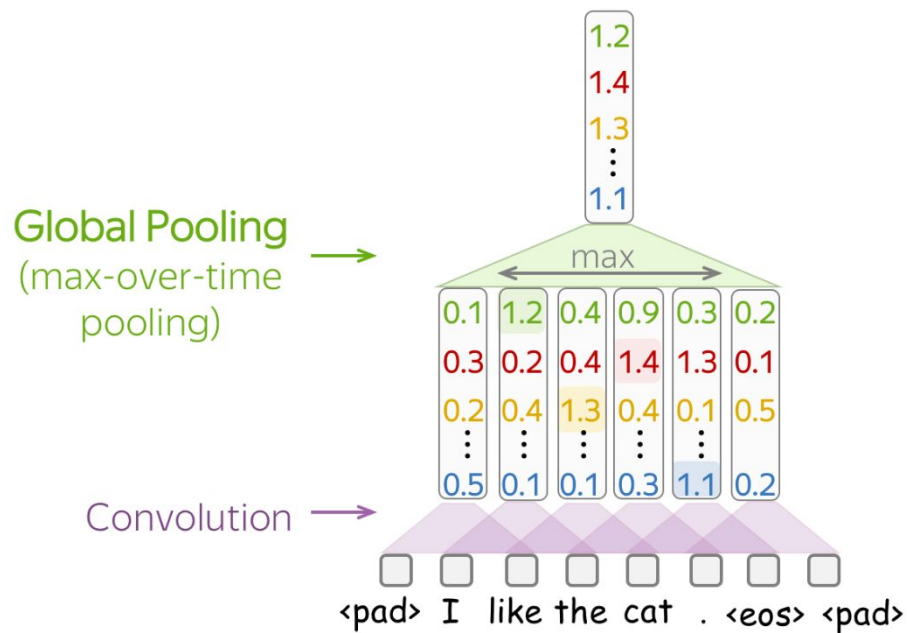 1.2
1.4
1.3
⋮
1.1
Global Pooling
(max-over-time
pooling)
max
0.1 1.2 0.4 0.9 0.3 0.2
0.3 0.2 0.4 1.4 1.3 0.1
0.2 0.4 1.3 0.4 0.1 0.5
⋮ ⋮ ⋮ ⋮ ⋮
0.5 0.1 0.1 0.3 1.1 0.2
Convolution
<pad> I like the cat . <eos> <pad>